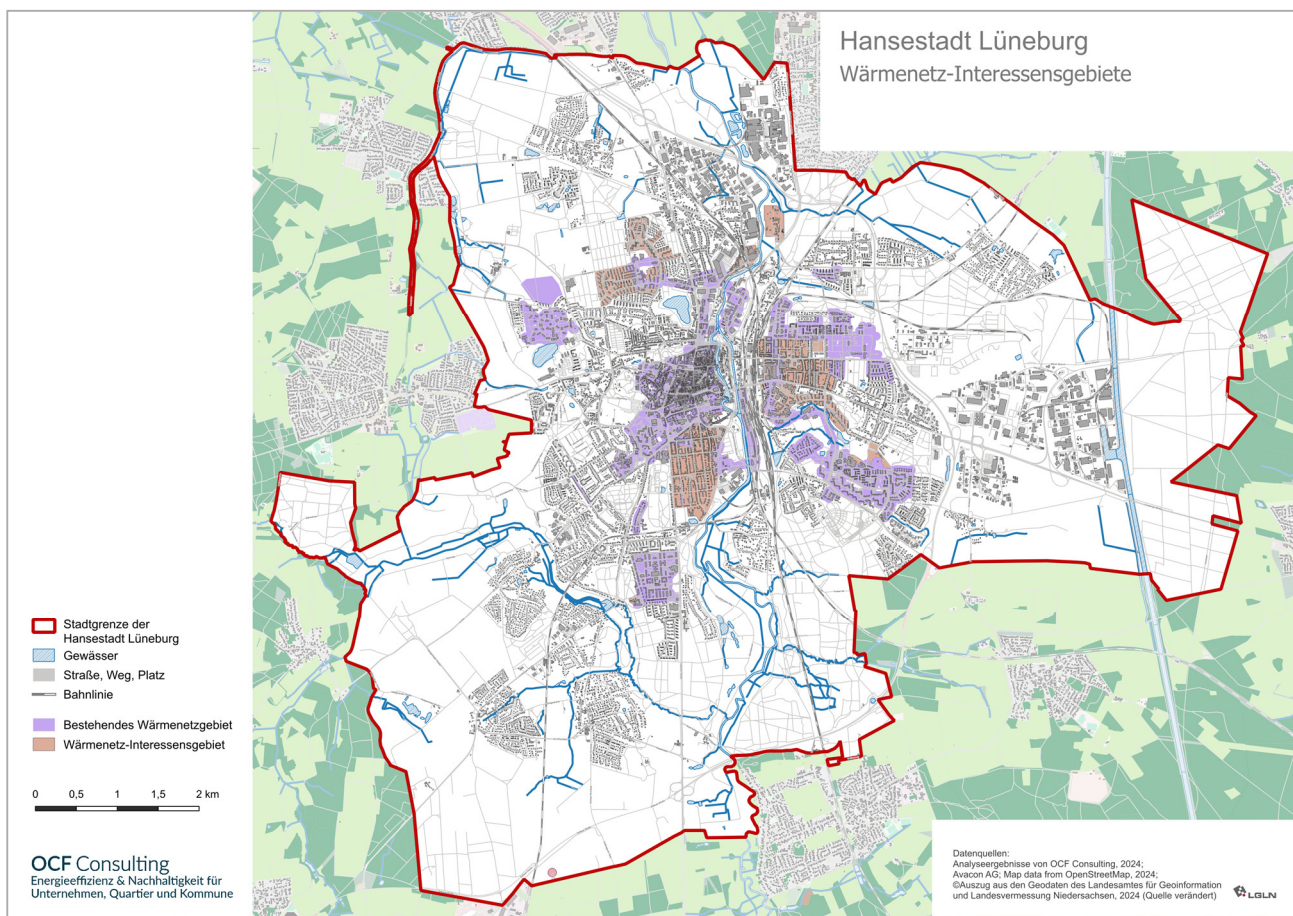 Hansestadt Lüneburg
Wärmenetz-Interessensgebiete
Stadtgrenze der
Hansestadt Lüneburg
Gewässer
Straße, Weg, Platz
Bahnlinie
Bestehendes Wärmenetzgebiet
Wärmenetz-Interessensgebiet
0 0,5 1 1,5 2 km
OCF Consulting
Energieeffizienz & Nachhaltigkeit für
Unternehmen, Quartier und Kommune
Datenquellen:
Analyseergebnisse von OCF Consulting, 2024;
Avacon AG; Map data from OpenStreetMap, 2024;
©Auszug aus den Geodaten des Landesamtes für Geoinformation
und Landesvermessung Niedersachsen, 2024 (Quelle verändert)
LGLN